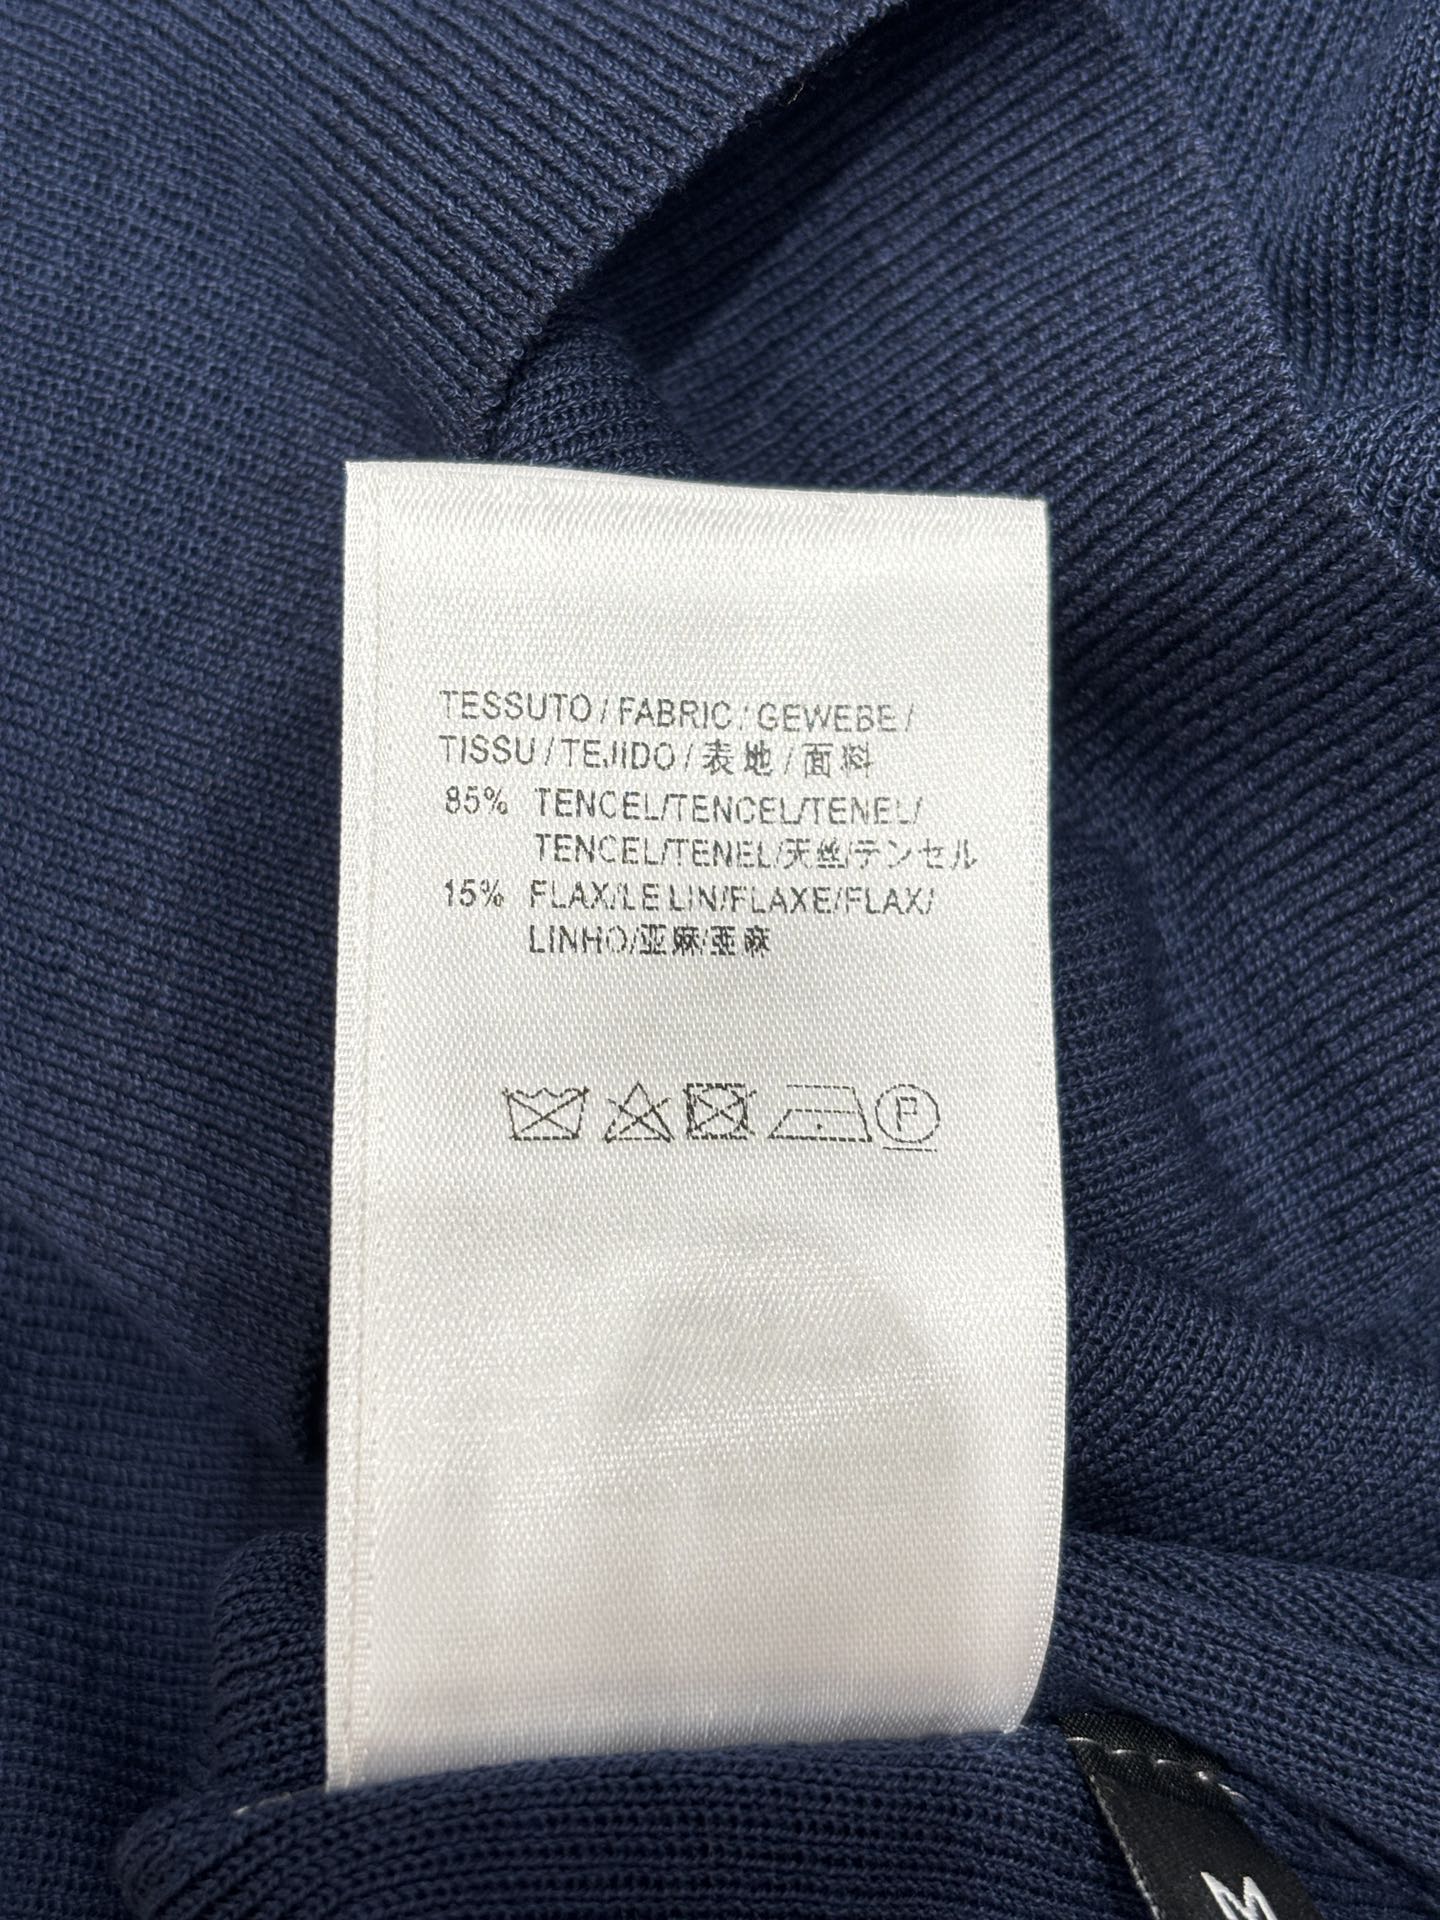 TESSUTO / FABRIC / GEWEBE /
TISSU / TEJIDO / 表地 / 面料
85% TENCEL/TENCEL/TENEL/
TENCEL/TENEL/天丝/テンセル
15% FLAX/LE LIN/FLAXE/FLAX/
LINHO/亚麻/亜麻
P
M